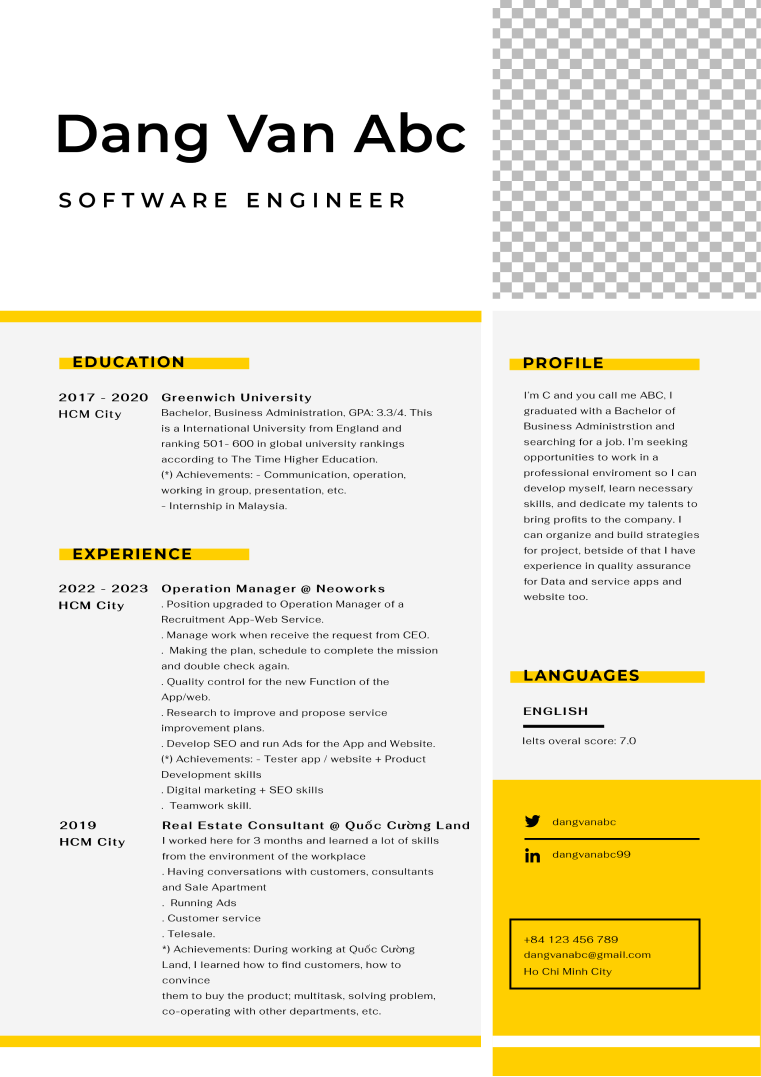 Dang Van Abc
SOFTWARE ENGINEER
EDUCATION
2017 - 2020
HCM City
Greenwich University
Bachelor, Business Administration, GPA: 3.3/4. This
is a International University from England and
ranking 501- 600 in global university rankings
according to The Time Higher Education.
(*) Achievements: - Communication, operation,
working in group, presentation, etc.
- Internship in Malaysia.
EXPERIENCE
2022 - 2023
HCM City
Operation Manager @ Neoworks
. Position upgraded to Operation Manager of a
Recruitment App-Web Service.
. Manage work when receive the request from CEO.
.  Making the plan, schedule to complete the mission
and double check again.
. Quality control for the new Function of the
App/web.
. Research to improve and propose service
improvement plans.
. Develop SEO and run Ads for the App and Website.
(*) Achievements: - Tester app / website + Product
Development skills
. Digital marketing + SEO skills
.  Teamwork skill.
2019
HCM City
Real Estate Consultant @ Quốc Cường Land
I worked here for 3 months and learned a lot of skills
from the environment of the workplace
. Having conversations with customers, consultants
and Sale Apartment
.  Running Ads
. Customer service
. Telesale.
*) Achievements: During working at Quốc Cường
Land, I learned how to find customers, how to
convince
them to buy the product; multitask, solving problem,
co-operating with other departments, etc.
PROFILE
I'm C and you call me ABC, I
graduated with a Bachelor of
Business Administrstion and
searching for a job. I'm seeking
opportunities to work in a
professional enviroment so I can
develop myself, learn necessary
skills, and dedicate my talents to
bring profits to the company. I
can organize and build strategies
for project, betside of that I have
experience in quality assurance
for Data and service apps and
website too.
LANGUAGES
ENGLISH
Ielts overal score: 7.0
dangvanabc
dangvanabc99
+84 123 456 789
dangvanabc@gmail.com
Ho Chi Minh City